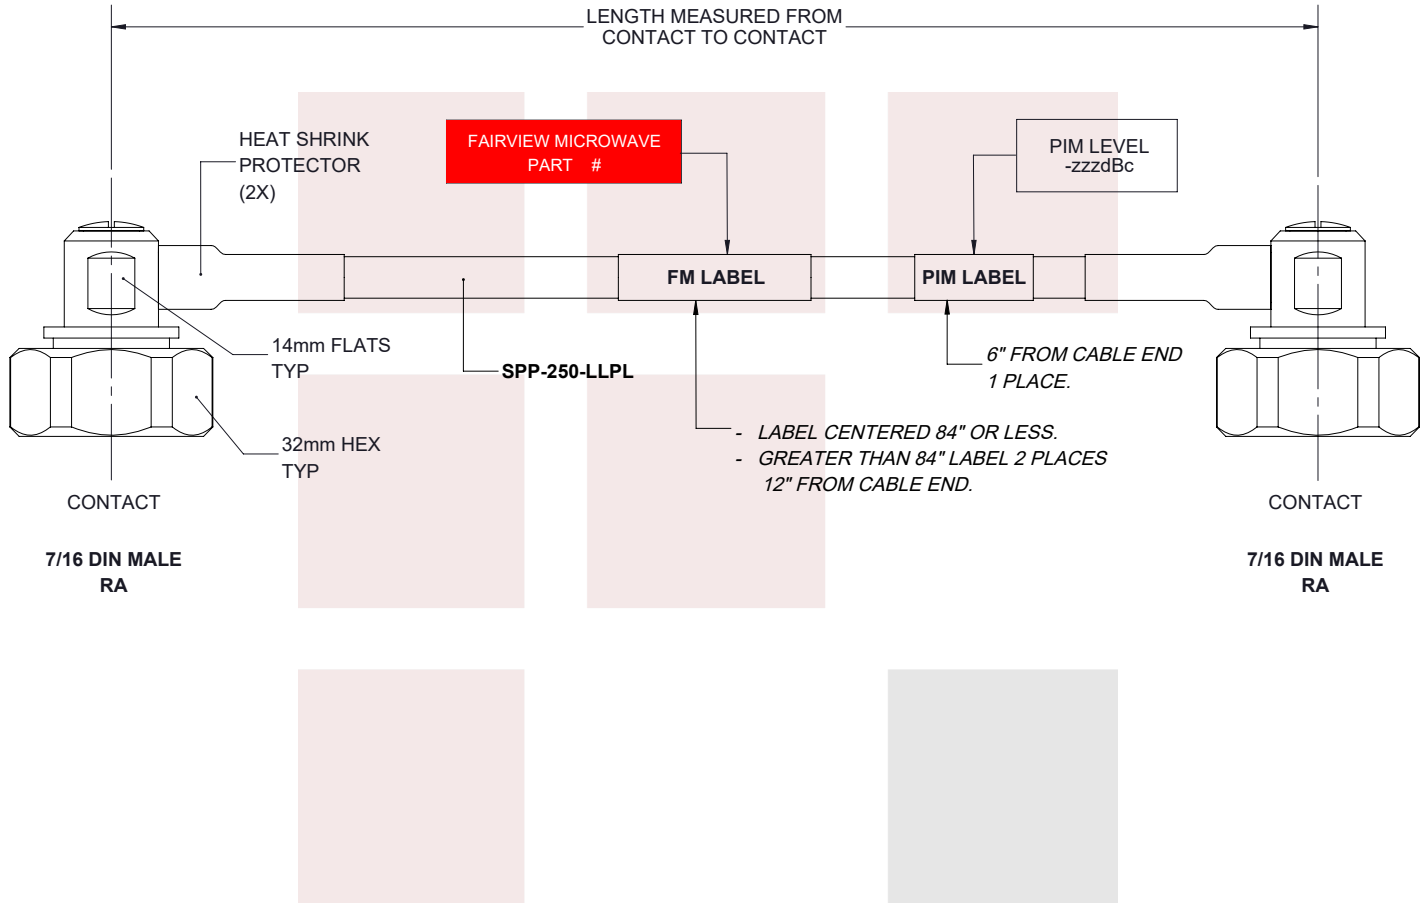 LENGTH MEASURED FROM
CONTACT TO CONTACT
HEAT SHRINK
PROTECTOR
(2X)
FAIRVIEW MICROWAVE
PART #
PIM LEVEL
-zzzdBc
FM LABEL
PIM LABEL
14mm FLATS
TYP
SPP-250-LLPL
6" FROM CABLE END
1 PLACE.
- LABEL CENTERED 84" OR LESS.
- GREATER THAN 84" LABEL 2 PLACES
12" FROM CABLE END.
32mm HEX
TYP
CONTACT
7/16 DIN MALE
RA
CONTACT
7/16 DIN MALE
RA